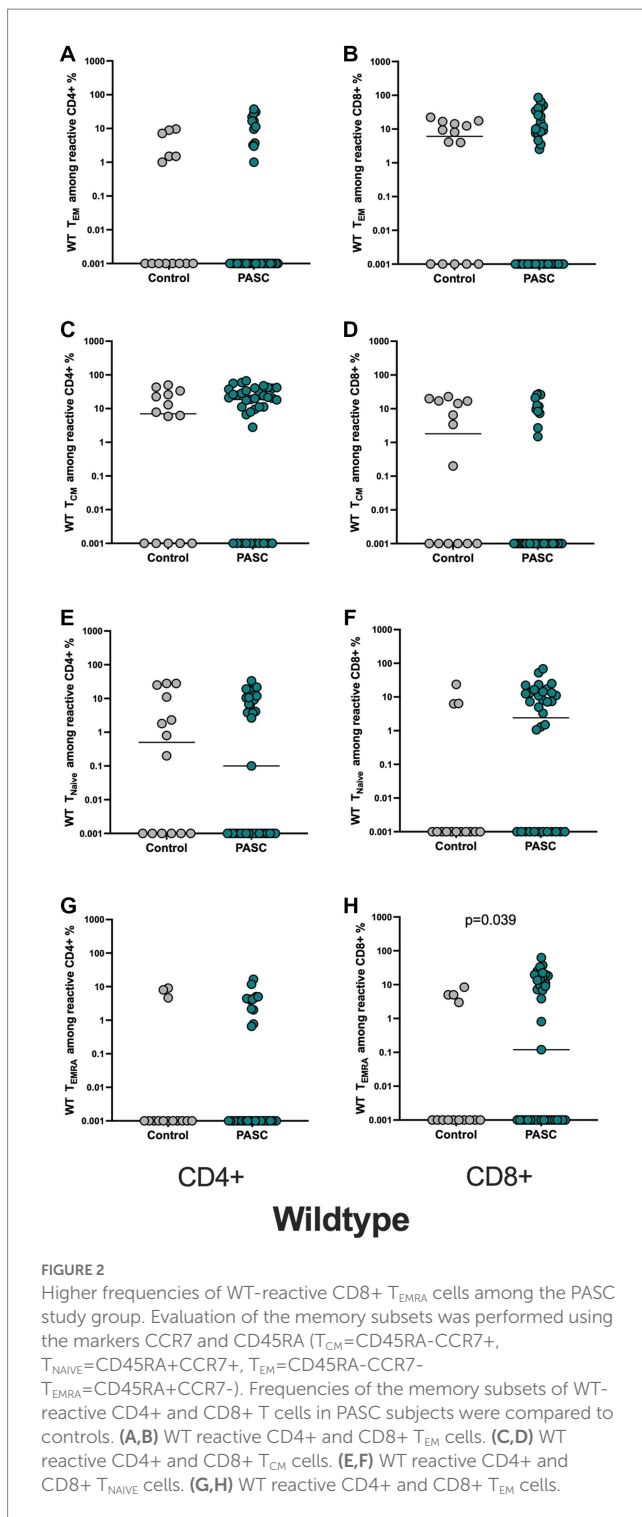 A
WT TEM among reactive CD4+ %
1000
100
10
1
0.1
0.01
0.001
Control PASC
B
WT TEM among reactive CD8+ %
1000
100
10
1
0.1
0.01
0.001
Control PASC
C
WT TCM among reactive CD4+ %
1000
100
10
1
0.1
0.01
0.001
Control PASC
D
WT TCM among reactive CD8+ %
1000
100
10
1
0.1
0.01
0.001
Control PASC
E
WT TNaive among reactive CD4+ %
1000
100
10
1
0.1
0.01
0.001
Control PASC
F
WT TNaive among reactive CD8+ %
1000
100
10
1
0.1
0.01
0.001
Control PASC
G
WT TEMRA among reactive CD4+ %
1000
100
10
1
0.1
0.01
0.001
Control PASC
H
WT TEMRA among reactive CD8+ %
1000
100
10
1
0.1
0.01
0.001
p=0.039
Control PASC
CD4+ CD8+
Wildtype
FIGURE 2
Higher frequencies of WT-reactive CD8+ TEMRA cells among the PASC
study group. Evaluation of the memory subsets was performed using
the markers CCR7 and CD45RA (TCM=CD45RA-CCR7+,
TNAIVE=CD45RA+CCR7+, TEM=CD45RA-CCR7-
TEMRA=CD45RA+CCR7-). Frequencies of the memory subsets of WT-
reactive CD4+ and CD8+ T cells in PASC subjects were compared to
controls. (A,B) WT reactive CD4+ and CD8+ TEM cells. (C,D) WT
reactive CD4+ and CD8+ TCM cells. (E,F) WT reactive CD4+ and
CD8+ TNAIVE cells. (G,H) WT reactive CD4+ and CD8+ TEM cells.